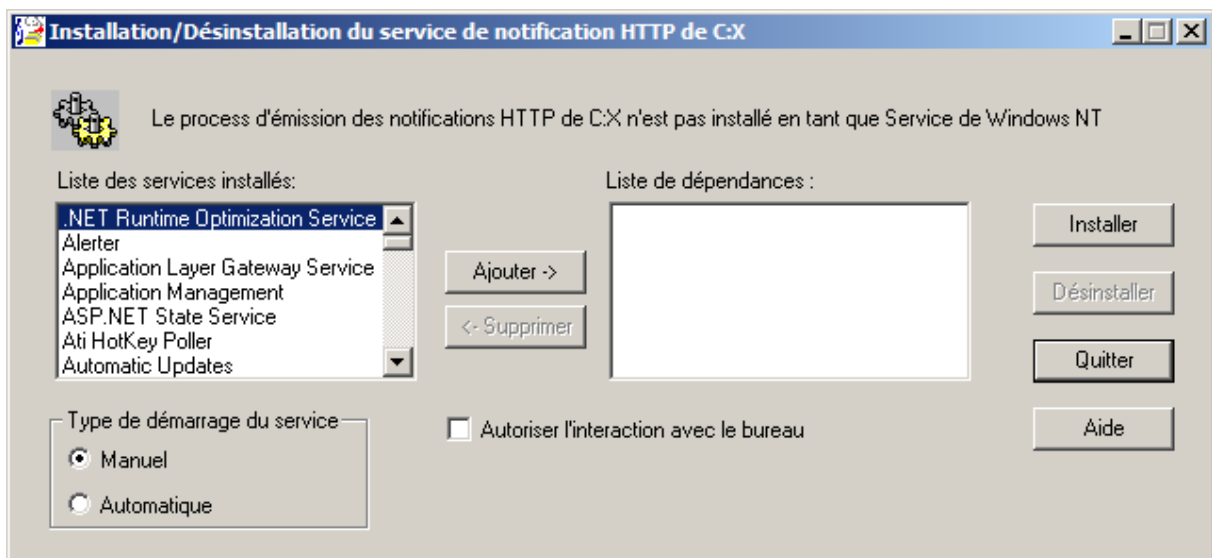 Installation/Désinstallation du service de notification HTTP de C:X
Le process d'émission des notifications HTTP de C:X n'est pas installé en tant que Service de Windows NT
Liste des services installés:
.NET Runtime Optimization Service
Alerter
Application Layer Gateway Service
Application Management
ASP.NET State Service
Ati HotKey Poller
Automatic Updates
Ajouter ->
<- Supprimer
Liste de dépendances :
Installer
Désinstaller
Quitter
Aide
Type de démarrage du service
Manuel
Automatique
Autoriser l'interaction avec le bureau